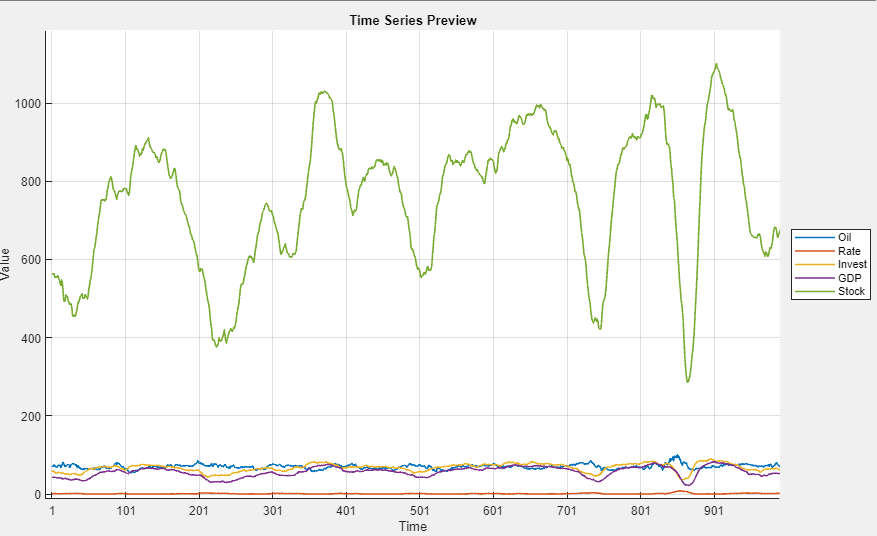 Time Series Preview
Value
1000
800
600
400
200
0
1 101 201 301 401 501 601 701 801 901
Time
Oil
Rate
Invest
GDP
Stock